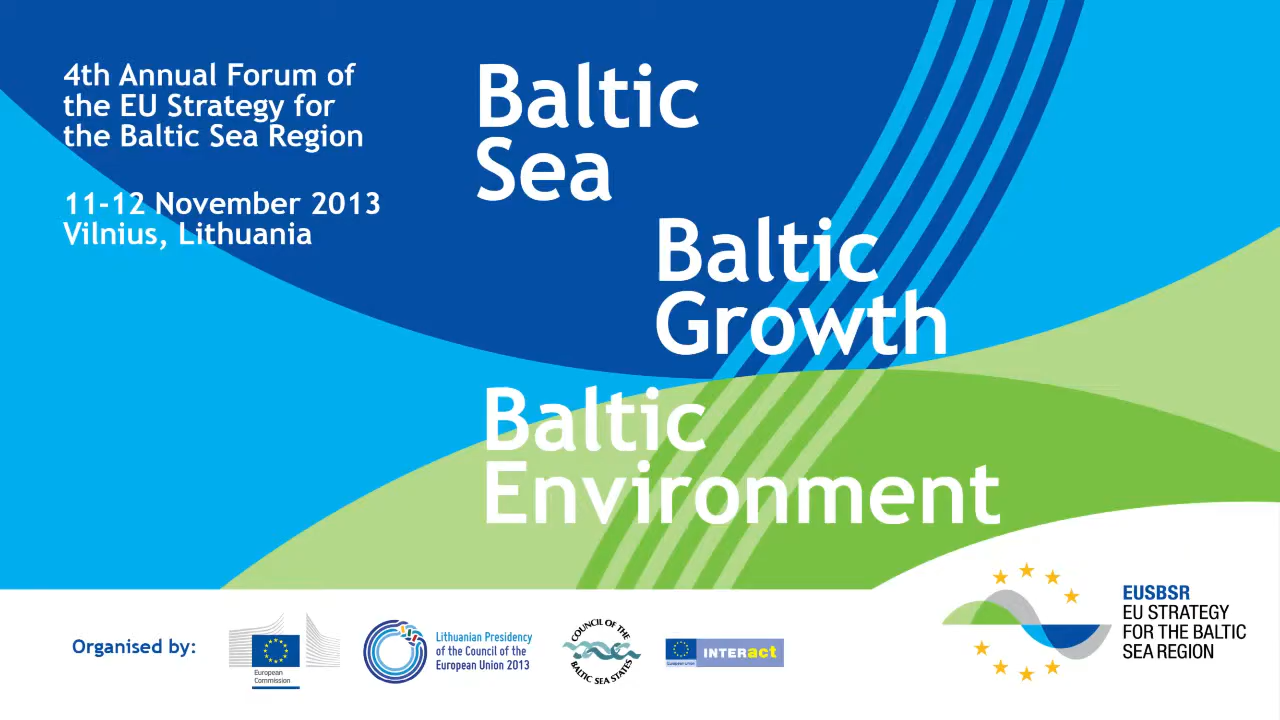 4th Annual Forum of
the EU Strategy for
the Baltic Sea Region
11-12 November 2013
Vilnius, Lithuania
Baltic
Sea
Baltic
Growth
Baltic
Environment
Organised by:
European
Commission
Lithuanian Presidency
of the Council of the
European Union 2013
COUNCIL OF THE
BALTIC SEA STATES
EUROPEAN UNION
INTERact
EUSBSR
EU STRATEGY
FOR THE BALTIC
SEA REGION